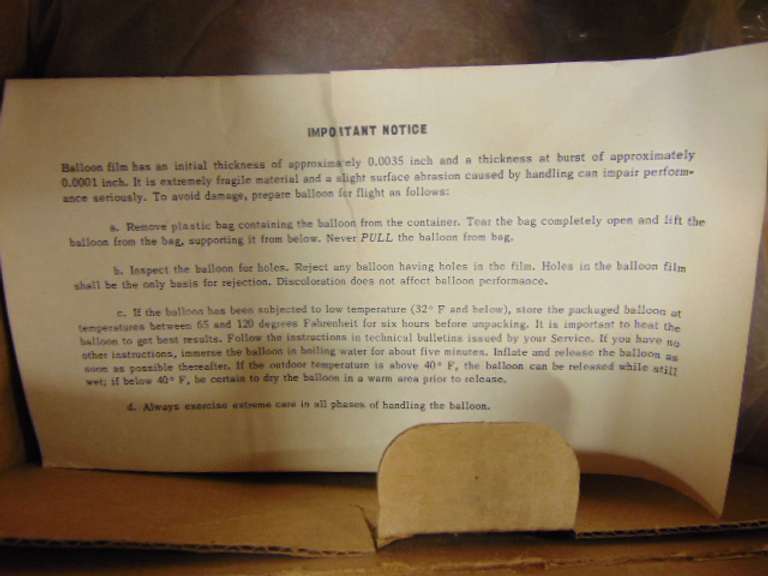 IMPORTANT NOTICE
Balloon film has an initial thickness of approximately 0.0035 inch and a thickness at burst of approximately
0.0001 inch. It is extremely fragile material and a slight surface abrasion caused by handling can impair perform-
ance seriously. To avoid damage, prepare balloon for flight as follows:
a. Remove plastic bag containing the balloon from the container. Tear the bag completely open and lift the
balloon from the bag, supporting it from below. Never PULL the balloon from bag.
b. Inspect the balloon for holes. Reject any balloon having holes in the film. Holes in the balloon film
shall be the only basis for rejection. Discoloration does not affect balloon performance.
c. If the balloon has been subjected to low temperature (32° F and below), store the packaged balloon at
temperatures between 65 and 120 degrees Fahrenheit for six hours before unpacking. It is important to heat the
balloon to get best results. Follow the instructions in technical bulletins issued by your Service. If you have no
other instructions, immerse the balloon in boiling water for about five minutes. Inflate and release the balloon as
soon as possible thereafter. If the outdoor temperature is above 40° F, the balloon can be released while still
wet; if below 40° F, be certain to dry the balloon in a warm area prior to release.
d. Always exercise extreme care in all phases of handling the balloon.